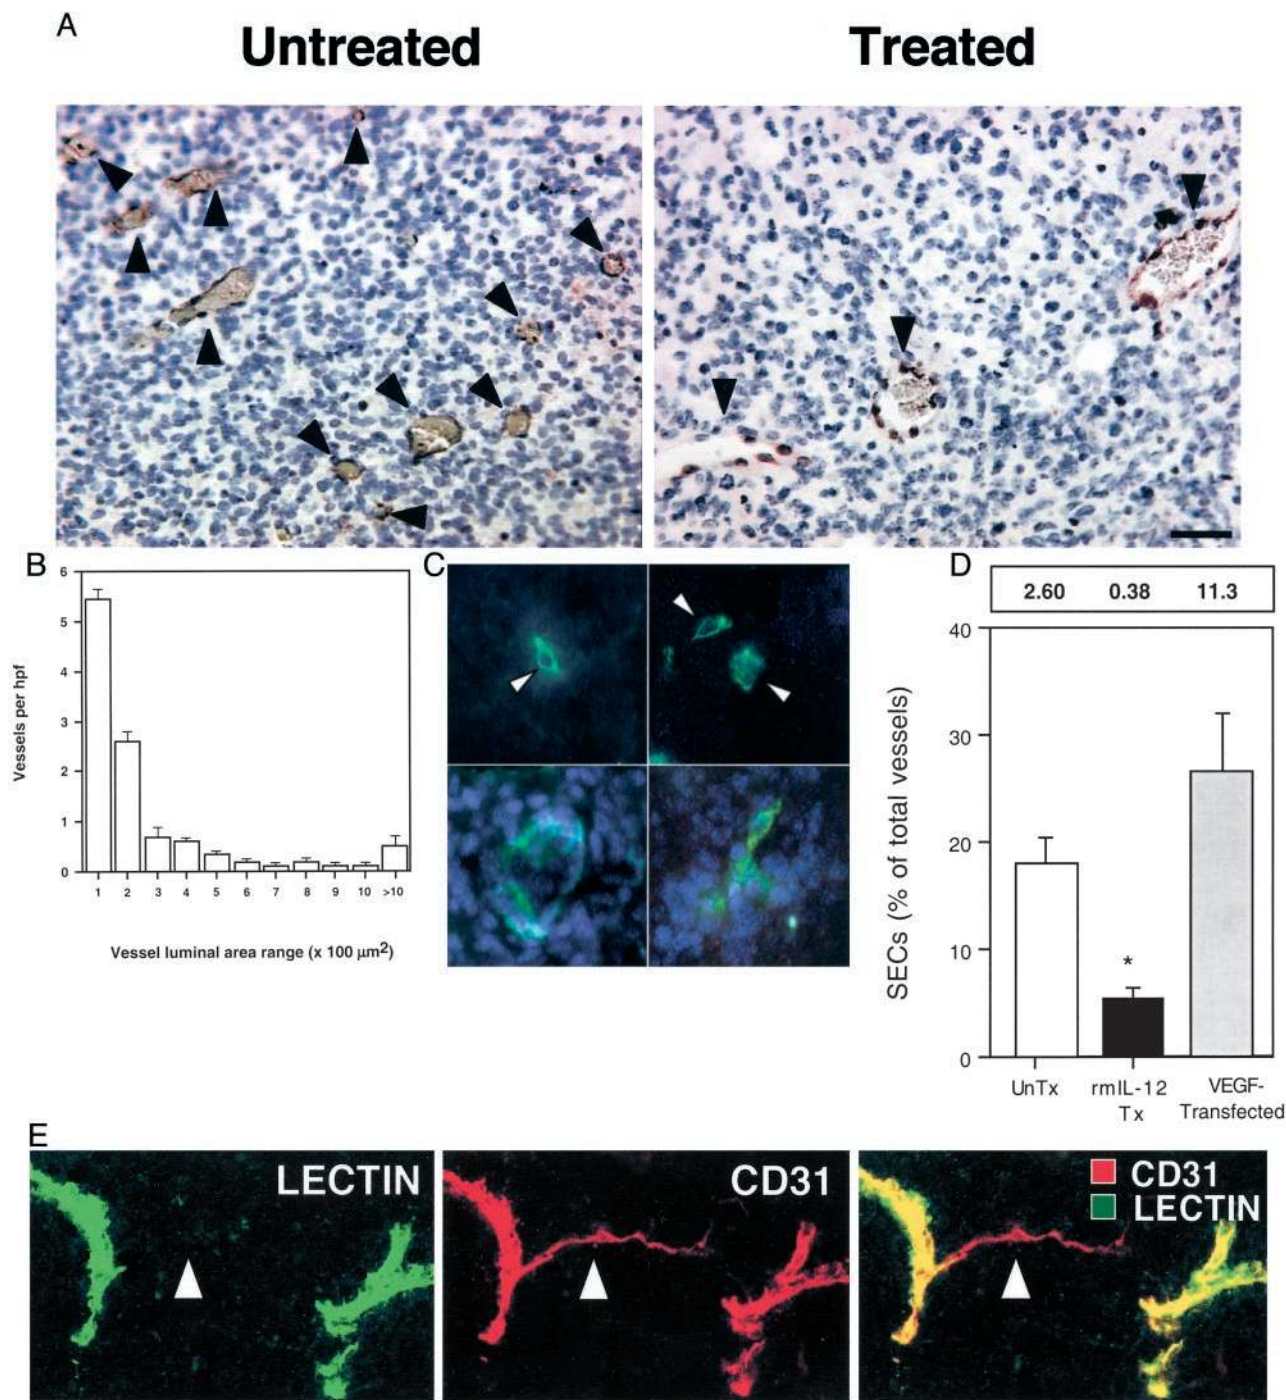 A
Untreated
Treated
B
6
5
4
3
2
1
0
Vessels per hpf
1 2 3 4 5 6 7 8 9 10 >10
Vessel luminal area range (x 100 μm²)
C
D
2.60 0.38 11.3
40
30
20
10
0
SECs (% of total vessels)
*
UnTx
rmIL-12
Tx
VEGF-
Transfected
E
LECTIN
CD31
CD31
LECTIN